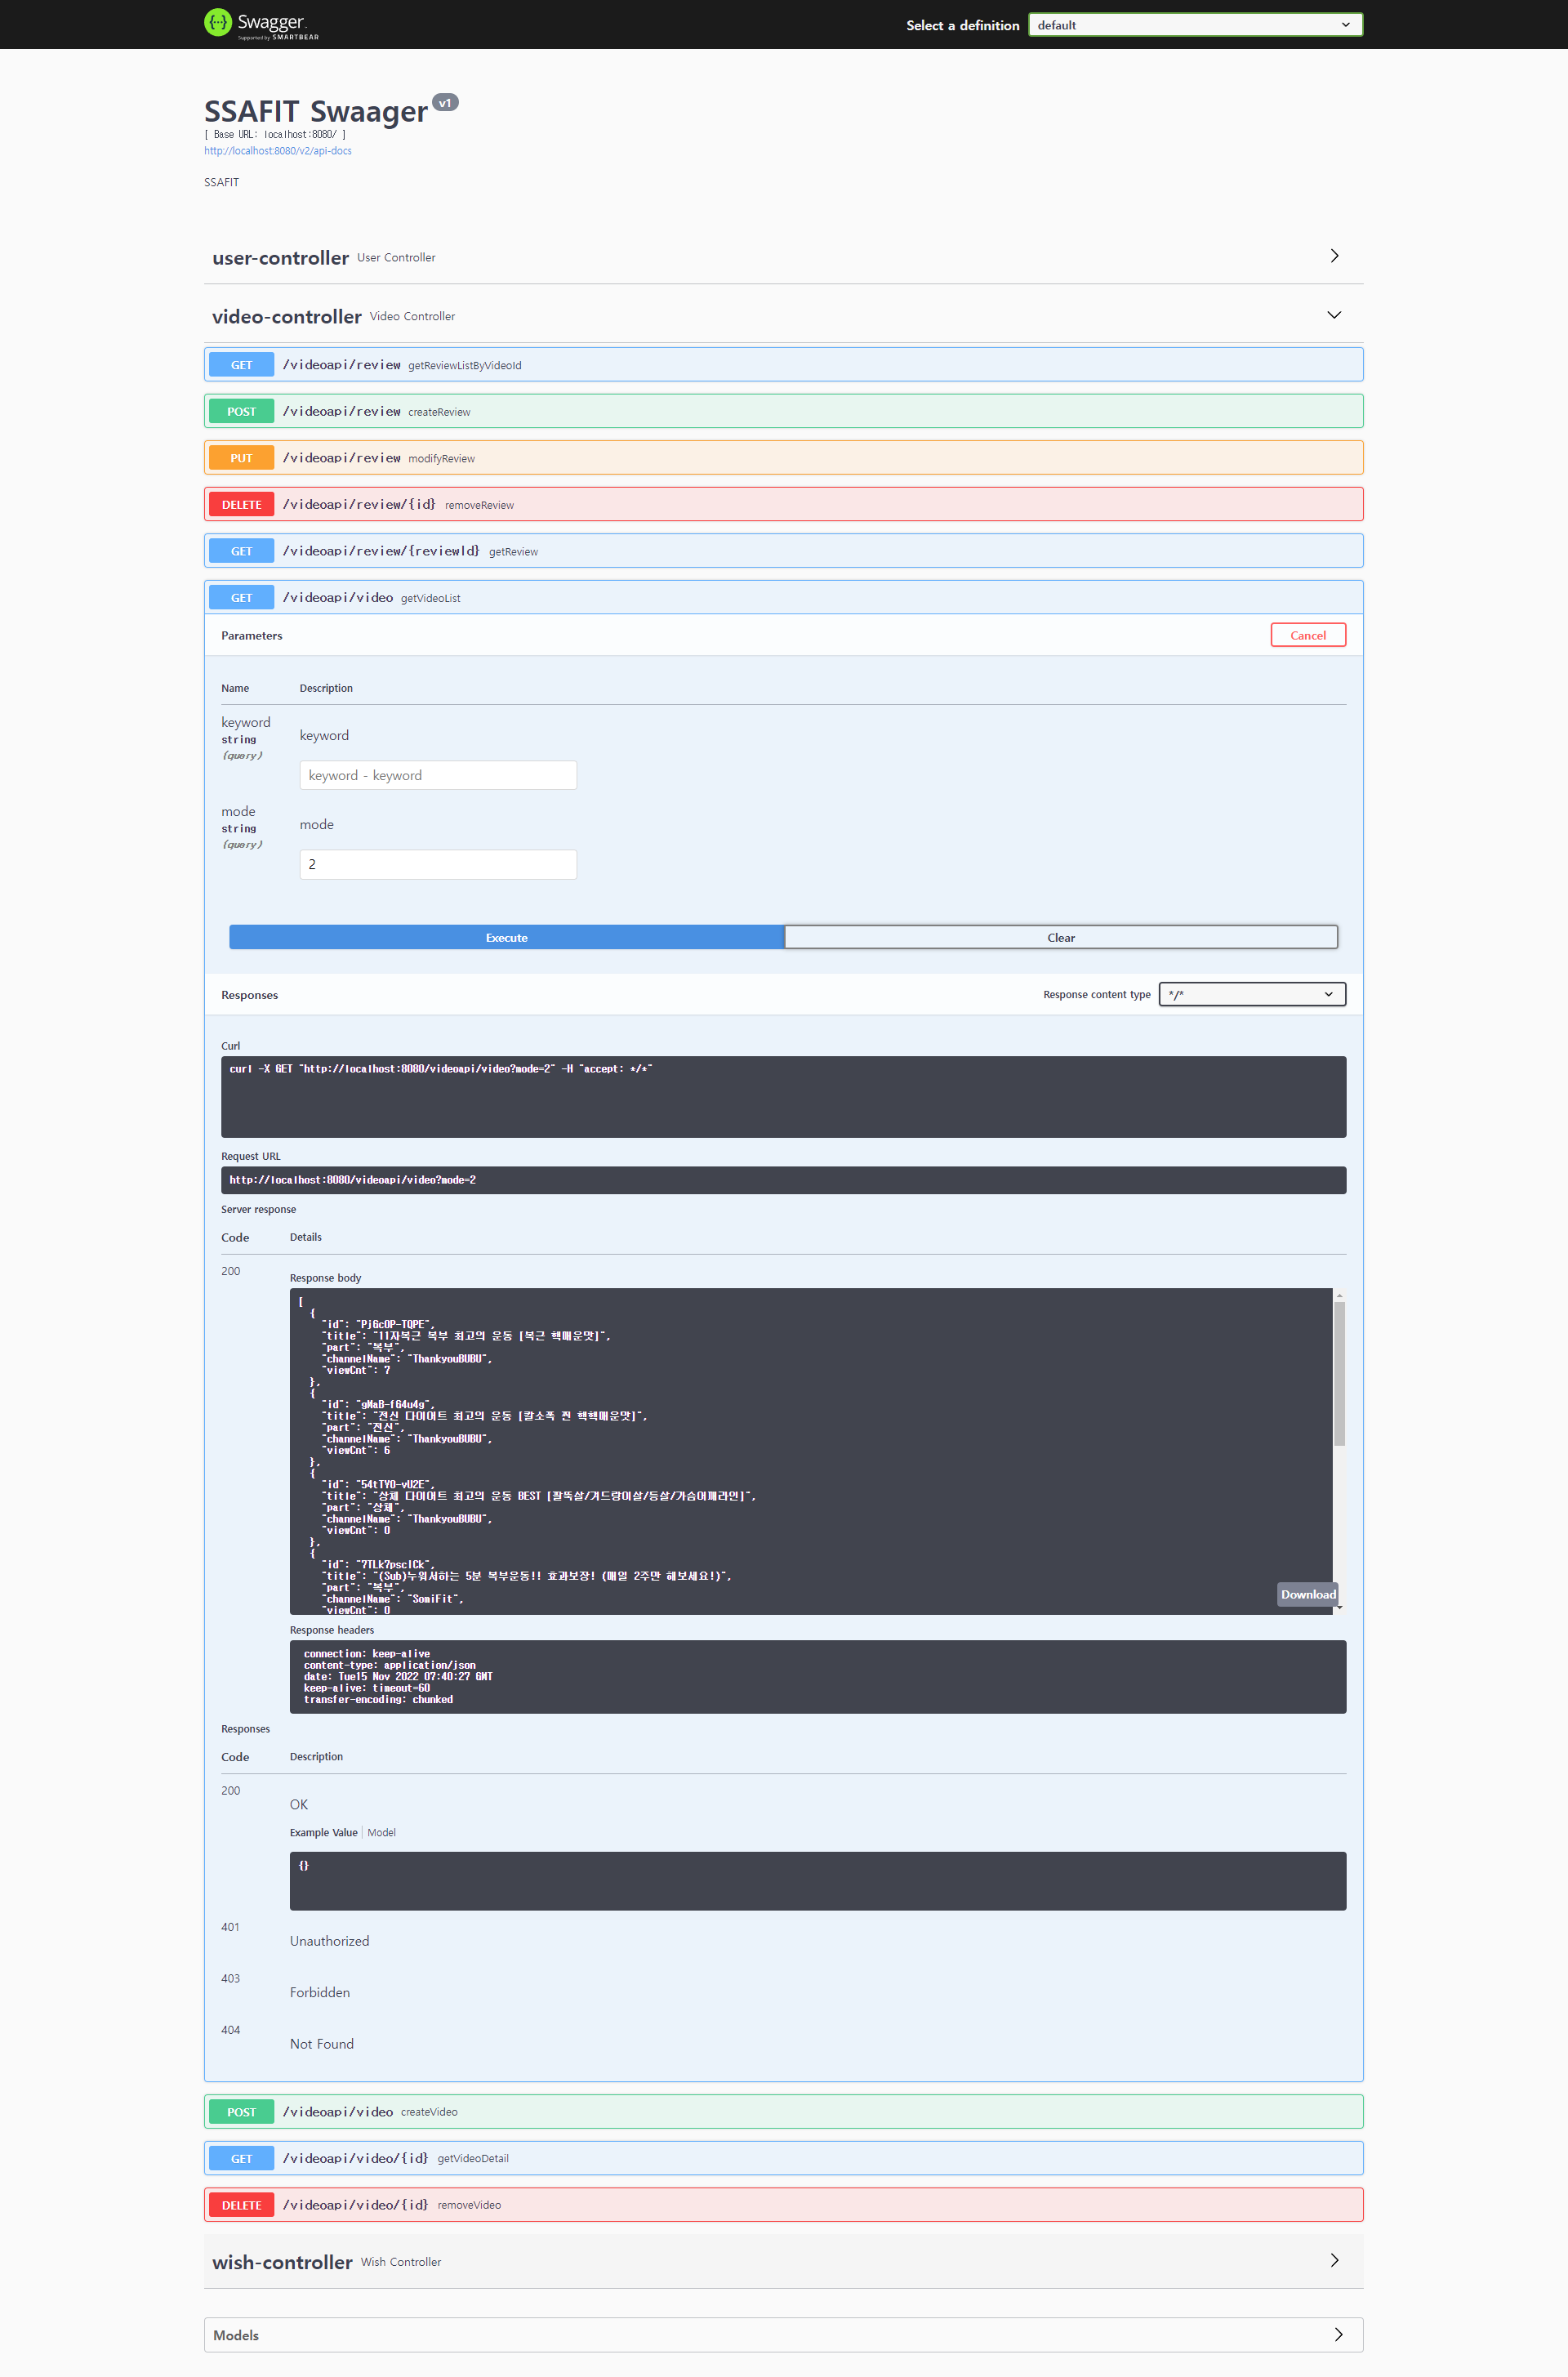 Swagger.
Supported by SMARTBEAR
Select a definition
default
SSAFIT Swaager v1
[ Base URL: localhost:8080/ ]
http://localhost:8080/v2/api-docs
SSAFIT
user-controller User Controller
video-controller Video Controller
GET /videoapi/review getReviewListByVideoId
POST /videoapi/review createReview
PUT /videoapi/review modifyReview
DELETE /videoapi/review/{id} removeReview
GET /videoapi/review/{reviewId} getReview
GET /videoapi/video getVideoList
Parameters
Cancel
Name Description
keyword
string
(query)
keyword
keyword - keyword
mode
string
(query)
mode
2
Execute
Clear
Responses
Response content type
*/*
Curl
curl -X GET "http://localhost:8080/videoapi/video?mode=2" -H "accept: */*"
Request URL
http://localhost:8080/videoapi/video?mode=2
Server response
Code Details
200
Response body
[
{
"id": "PjGcOP-TQPE",
"title": "11자복근 복부 최고의 운동 [복근 핵매운맛]",
"part": "복부",
"channelName": "ThankyouBUBU",
"viewCnt": 7
},
{
"id": "gMaB-fG4u4g",
"title": "전신 다이어트 최고의 운동 [칼소폭 찐 핵핵매운맛]",
"part": "전신",
"channelName": "ThankyouBUBU",
"viewCnt": 6
},
{
"id": "54tTYO-vU2E",
"title": "상체 다이어트 최고의 운동 BEST [팔뚝살/겨드랑이살/등살/가슴어깨라인]",
"part": "상체",
"channelName": "ThankyouBUBU",
"viewCnt": 0
},
{
"id": "7TLk7pscICk",
"title": "(Sub)누워서하는 5분 복부운동!! 효과보장! (매일 2주만 해보세요!)",
"part": "복부",
"channelName": "SomiFit",
"viewCnt": 0
Download
Response headers
connection: keep-alive
content-type: application/json
date: Tue15 Nov 2022 07:40:27 GMT
keep-alive: timeout=60
transfer-encoding: chunked
Responses
Code Description
200
OK
Example Value Model
{}
401
Unauthorized
403
Forbidden
404
Not Found
POST /videoapi/video createVideo
GET /videoapi/video/{id} getVideoDetail
DELETE /videoapi/video/{id} removeVideo
wish-controller Wish Controller
Models